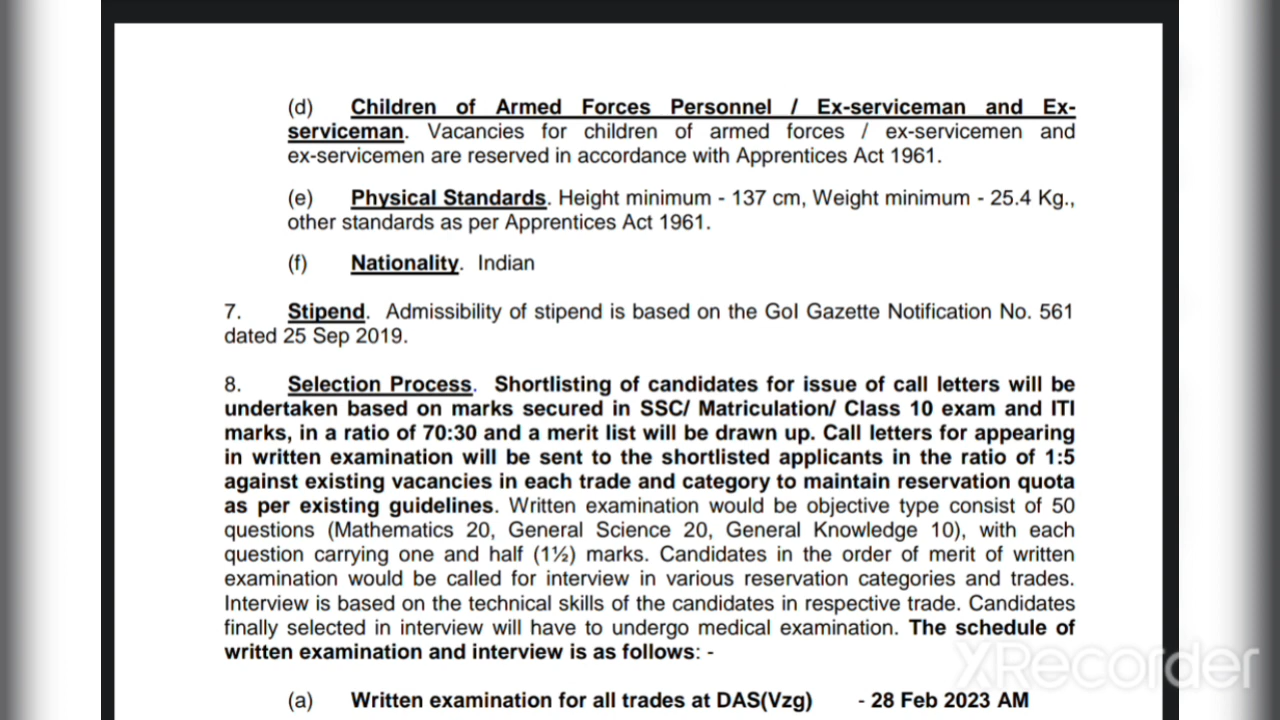 (d) Children of Armed Forces Personnel / Ex-serviceman and Ex-
serviceman. Vacancies for children of armed forces / ex-servicemen and
ex-servicemen are reserved in accordance with Apprentices Act 1961.
(e) Physical Standards. Height minimum - 137 cm, Weight minimum - 25.4 Kg.,
other standards as per Apprentices Act 1961.
(f) Nationality. Indian
7. Stipend. Admissibility of stipend is based on the GoI Gazette Notification No. 561
dated 25 Sep 2019.
8. Selection Process. Shortlisting of candidates for issue of call letters will be
undertaken based on marks secured in SSC/ Matriculation/ Class 10 exam and ITI
marks, in a ratio of 70:30 and a merit list will be drawn up. Call letters for appearing
in written examination will be sent to the shortlisted applicants in the ratio of 1:5
against existing vacancies in each trade and category to maintain reservation quota
as per existing guidelines. Written examination would be objective type consist of 50
questions (Mathematics 20, General Science 20, General Knowledge 10), with each
question carrying one and half (1½) marks. Candidates in the order of merit of written
examination would be called for interview in various reservation categories and trades.
Interview is based on the technical skills of the candidates in respective trade. Candidates
finally selected in interview will have to undergo medical examination. The schedule of
written examination and interview is as follows: -
XRecorder
(a) Written examination for all trades at DAS(Vzg) - 28 Feb 2023 AM